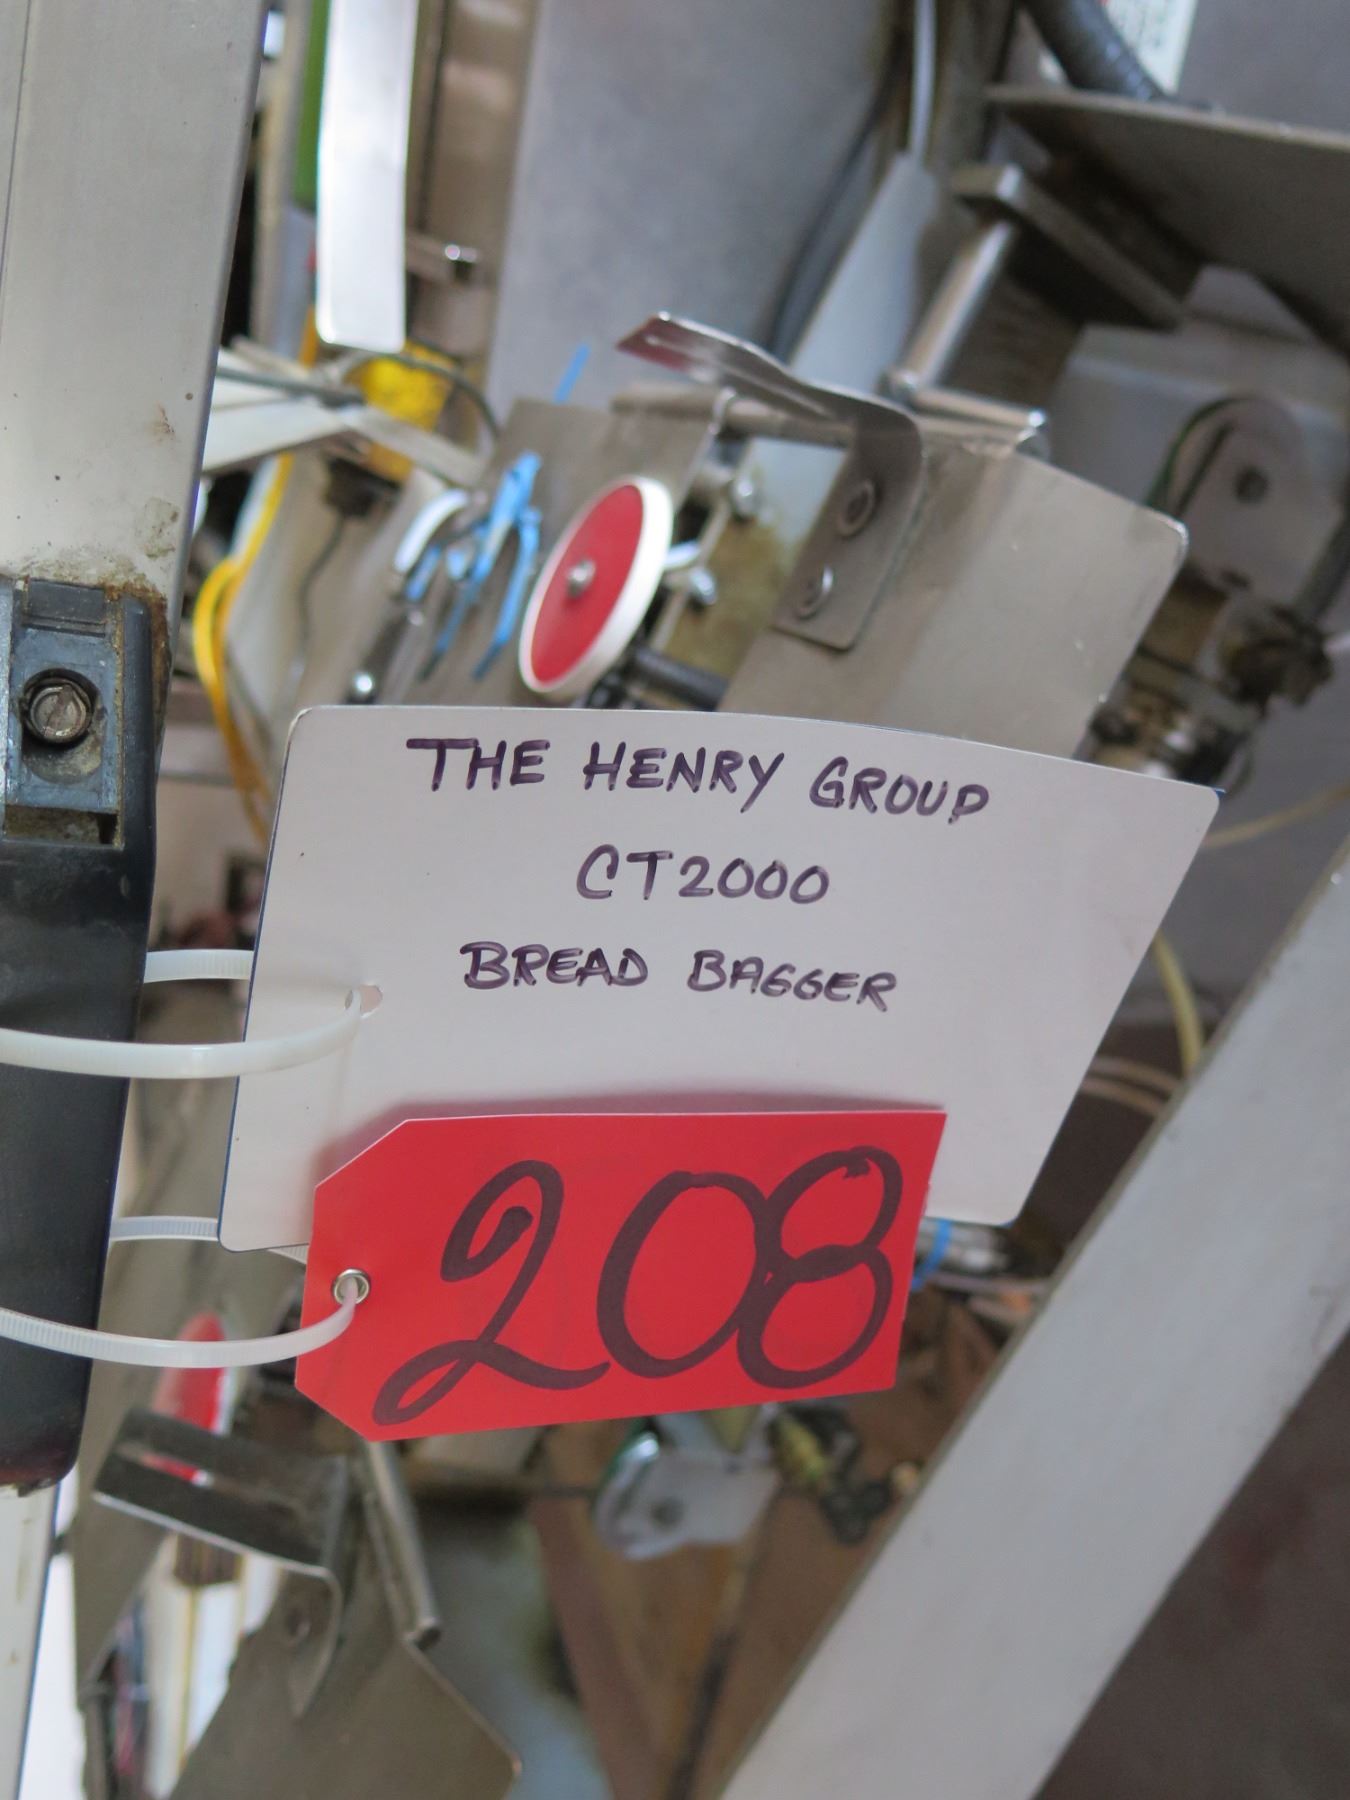 THE HENRY GROUP
CT2000
BREAD BAGGER
208